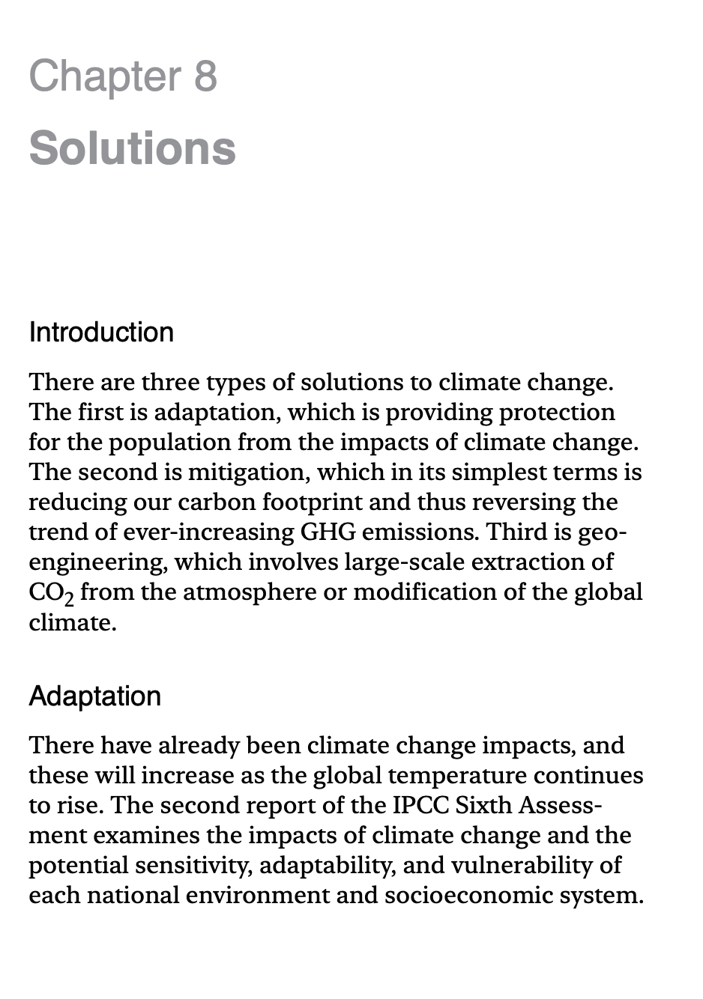 Chapter 8
Solutions
Introduction
There are three types of solutions to climate change.
The first is adaptation, which is providing protection
for the population from the impacts of climate change.
The second is mitigation, which in its simplest terms is
reducing our carbon footprint and thus reversing the
trend of ever-increasing GHG emissions. Third is geo-
engineering, which involves large-scale extraction of
CO₂ from the atmosphere or modification of the global
climate.
Adaptation
There have already been climate change impacts, and
these will increase as the global temperature continues
to rise. The second report of the IPCC Sixth Assess-
ment examines the impacts of climate change and the
potential sensitivity, adaptability, and vulnerability of
each national environment and socioeconomic system.